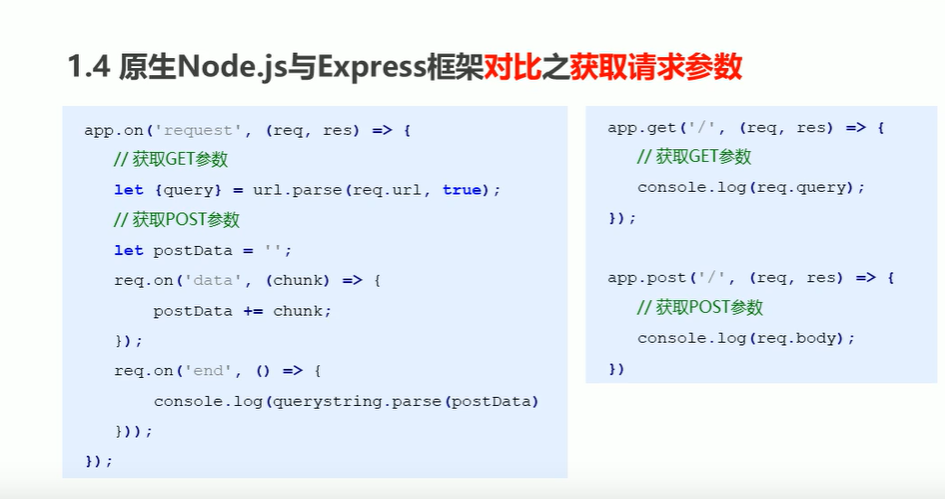 1.4 原生Node.js与Express框架对比之获取请求参数
app.on('request', (req, res) => {
// 获取GET参数
let {query} = url.parse(req.url, true);
// 获取POST参数
let postData = '';
req.on('data', (chunk) => {
postData += chunk;
});
req.on('end', () => {
console.log(querystring.parse(postData)
}));
});
app.get('/', (req, res) => {
// 获取GET参数
console.log(req.query);
});
app.post('/', (req, res) => {
// 获取POST参数
console.log(req.body);
})